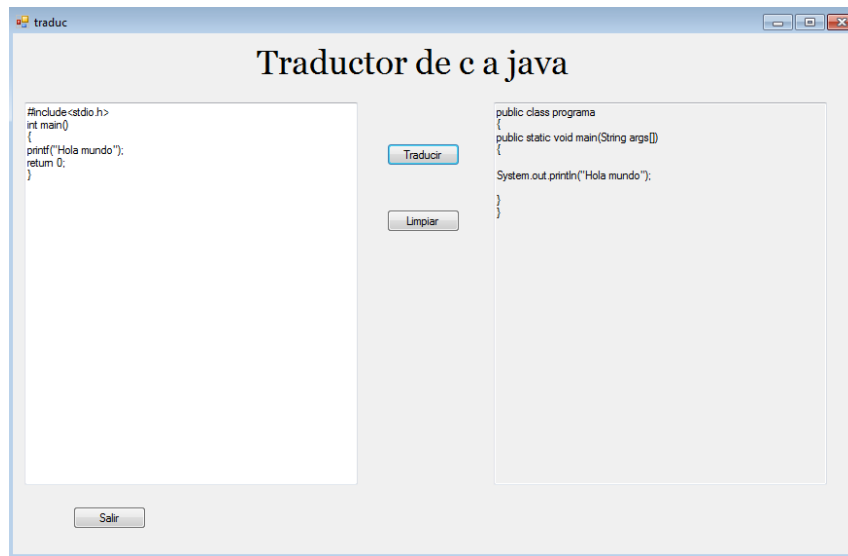 traduc
Traductor de c a java
#include<stdio.h>
int main()
{
printf("Hola mundo");
return 0;
}
Traducir
Limpiar
public class programa
{
public static void main(String args[])
{
System.out.println("Hola mundo");
}
}
Salir